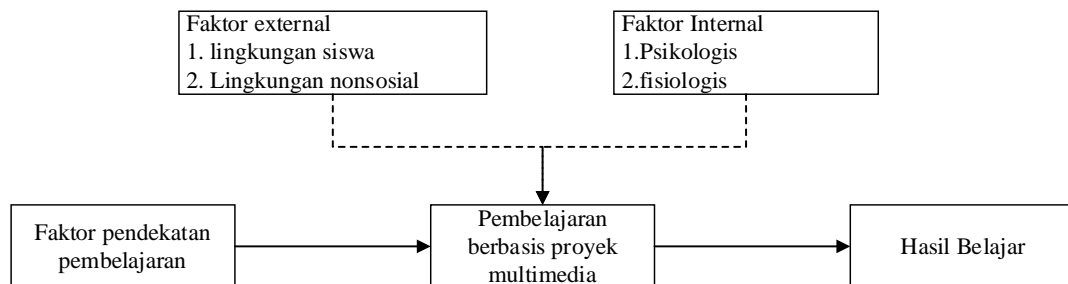 Faktor external
1. lingkungan siswa
2. Lingkungan nonsosial
Faktor Internal
1.Psikologis
2.fisiologis
Faktor pendekatan
pembelajaran
Pembelajaran
berbasis proyek
multimedia
Hasil Belajar